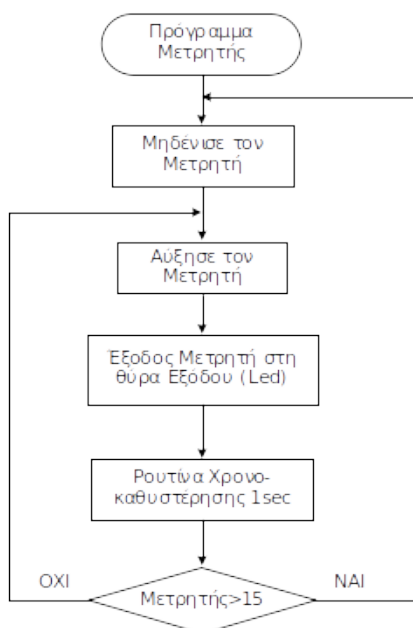 Πρόγραμμα
Μετρητής
Μηδένισε τον
Μετρητή
Αύξησε τον
Μετρητή
Έξοδος Μετρητή στη
θύρα Εξόδου (Led)
Ρουτίνα Χρονο-
καθυστέρησης 1sec
ΟΧΙ
ΝΑΙ
Μετρητής>15